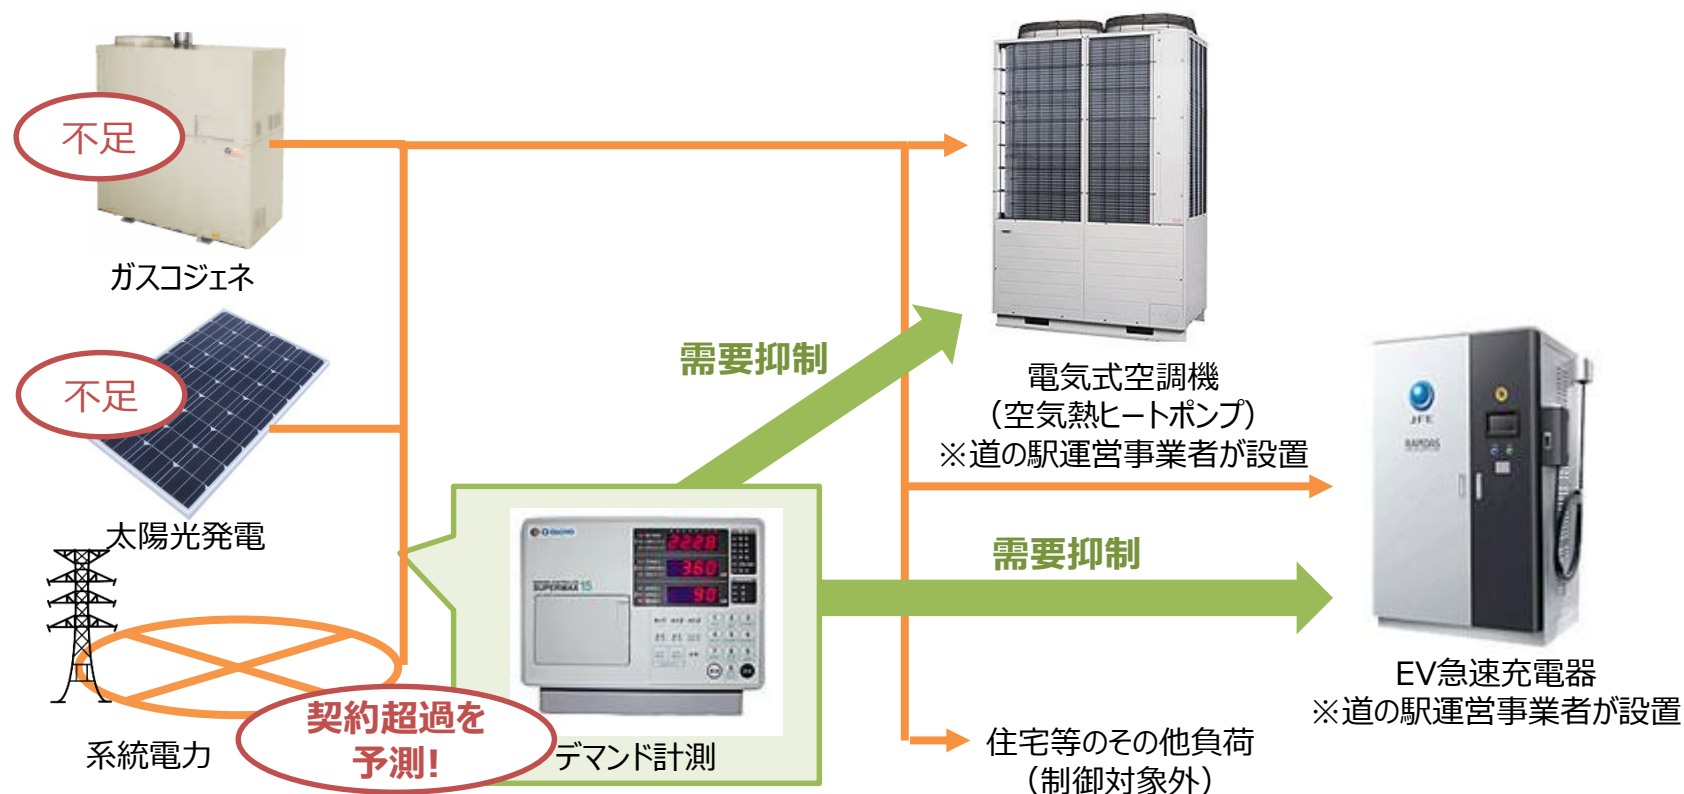 不足
ガスコジェネ
不足
太陽光発電
系統電力
契約超過を
予測!
需要抑制
2228
360
90
SUPERMAX 15
デマンド計測
需要抑制
電気式空調機
（空気熱ヒートポンプ）
※道の駅運営事業者が設置
JFE
RAPIDAS
EV急速充電器
※道の駅運営事業者が設置
住宅等のその他負荷
（制御対象外）